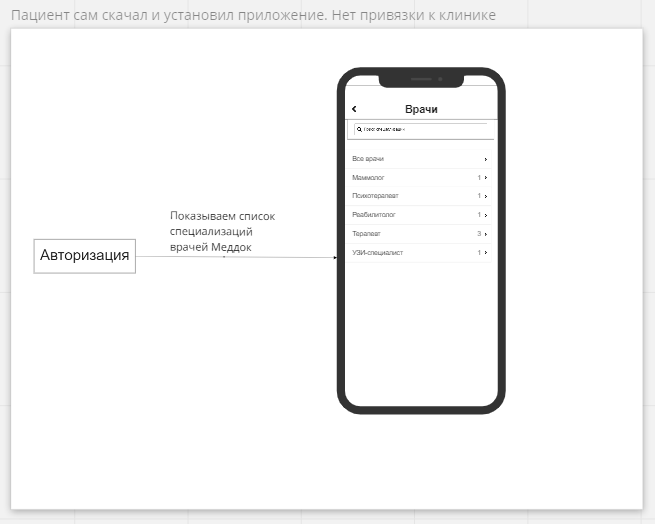 Пациент сам скачал и установил приложение. Нет привязки к клинике
Врачи
Все врачи
Маммолог 1
Психотерапевт 1
Реабилитолог 1
Терапевт 3
УЗИ-специалист 1
Показываем список
специализаций
врачей Меддок
Авторизация